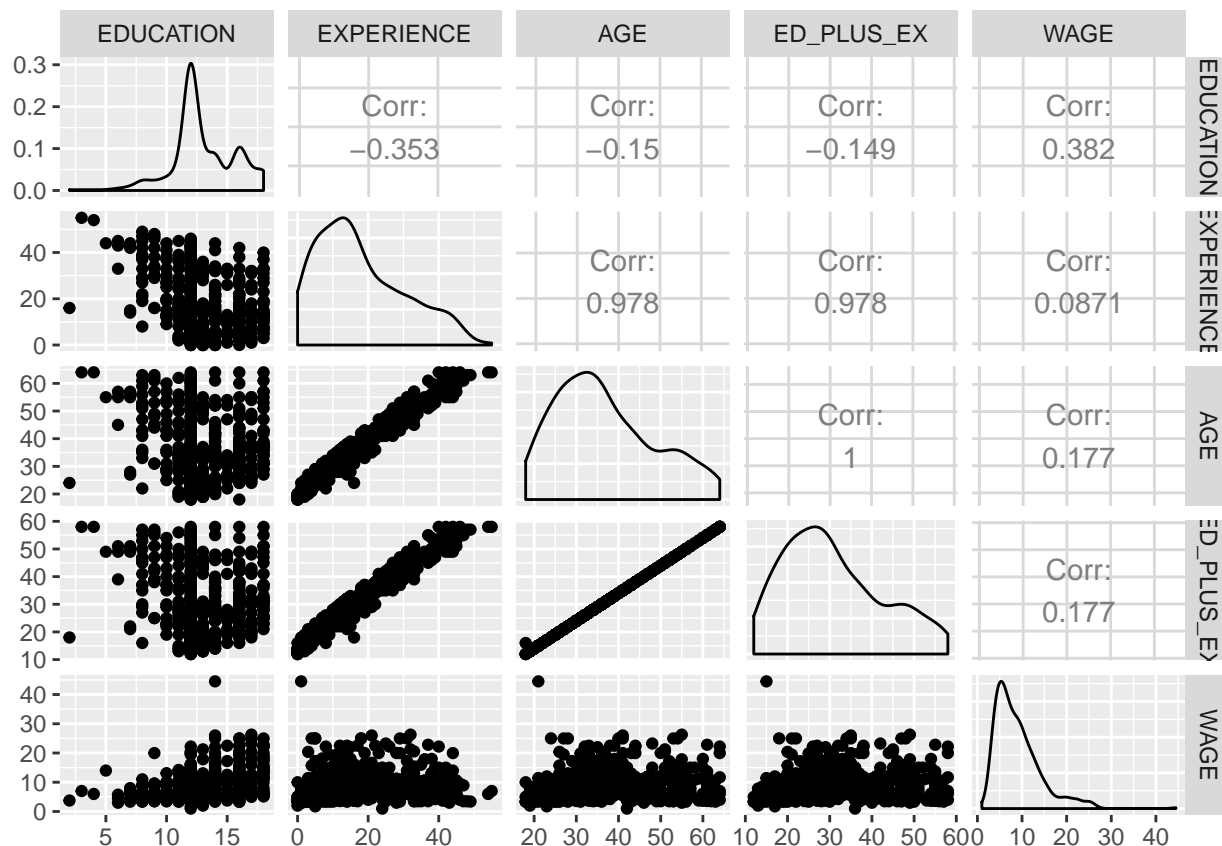 EDUCATION EXPERIENCE AGE ED_PLUS_EX WAGE
0.3
0.2
0.1
0.0
Corr:
−0.353
Corr:
−0.15
Corr:
−0.149
Corr:
0.382
EDUCATION
40
20
0
Corr:
0.978
Corr:
0.978
Corr:
0.0871
EXPERIENCE
60
50
40
30
20
Corr:
1
Corr:
0.177
AGE
60
50
40
30
20
10
Corr:
0.177
ED_PLUS_EX
40
30
20
10
0
WAGE
5 10 15 0 20 40 20 30 40 50 60 10 20 30 40 50 60 0 10 20 30 40